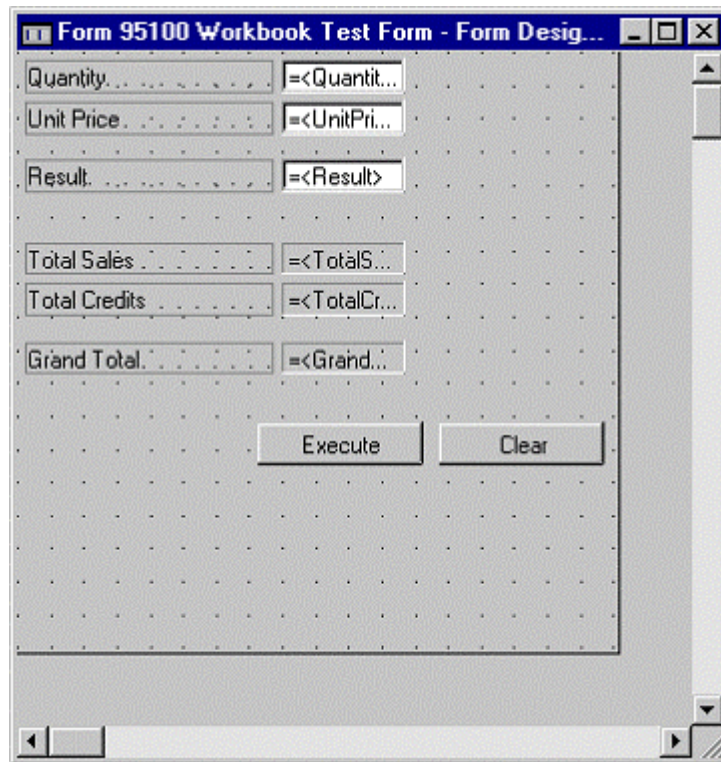 Form 95100 Workbook Test Form - Form Desig...
Quantity. . . . . . . . . =<Quantit...
Unit Price . . . . . . . . =<UnitPri...
Result. . . . . . . . . . =<Result>
Total Sales . . . . . . . =<TotalS...
Total Credits . . . . . . =<TotalCr...
Grand Total. . . . . . . =<Grand...
Execute Clear